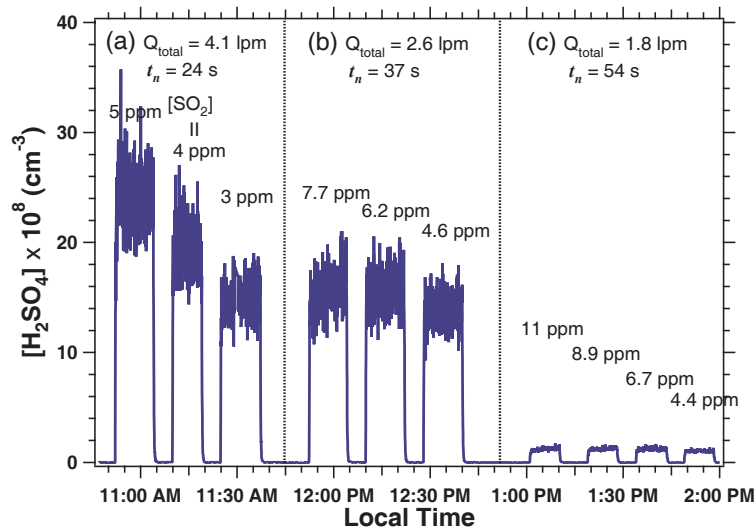 [H₂SO₄] x 10⁸ (cm⁻³)
40
30
20
10
0
(a) Q_total = 4.1 lpm
t_n = 24 s
5 ppm
[SO₂]
II
4 ppm
3 ppm
(b) Q_total = 2.6 lpm
t_n = 37 s
7.7 ppm
6.2 ppm
4.6 ppm
(c) Q_total = 1.8 lpm
t_n = 54 s
11 ppm
8.9 ppm
6.7 ppm
4.4 ppm
11:00 AM 11:30 AM 12:00 PM 12:30 PM 1:00 PM 1:30 PM 2:00 PM
Local Time